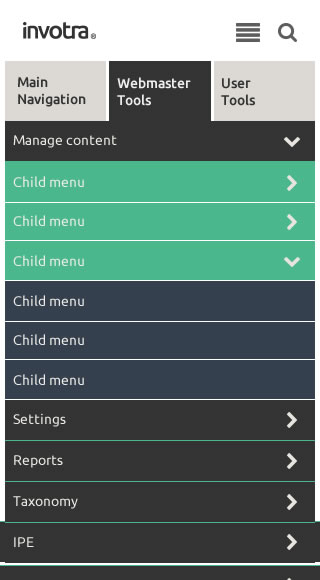 invotra®
Main
Navigation
Webmaster
Tools
User
Tools
Manage content
Child menu
Child menu
Child menu
Child menu
Child menu
Child menu
Settings
Reports
Taxonomy
IPE